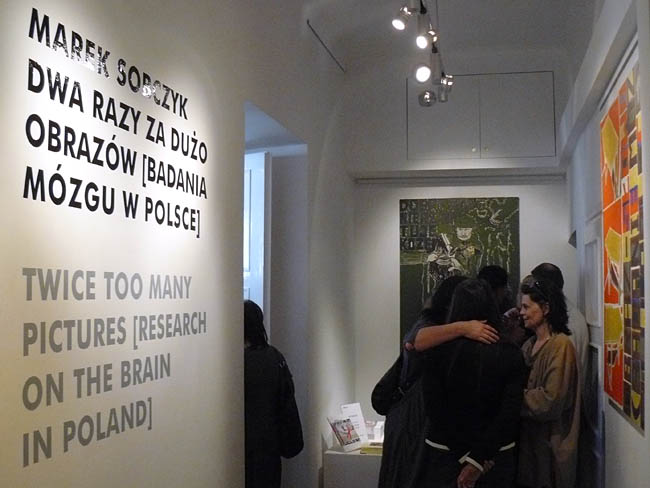 MAREK SOBCZYK
DWA RAZY ZA DUŻO
OBRAZÓW [BADANIA
MÓZGU W POLSCE]
TWICE TOO MANY
PICTURES [RESEARCH
ON THE BRAIN
IN POLAND]